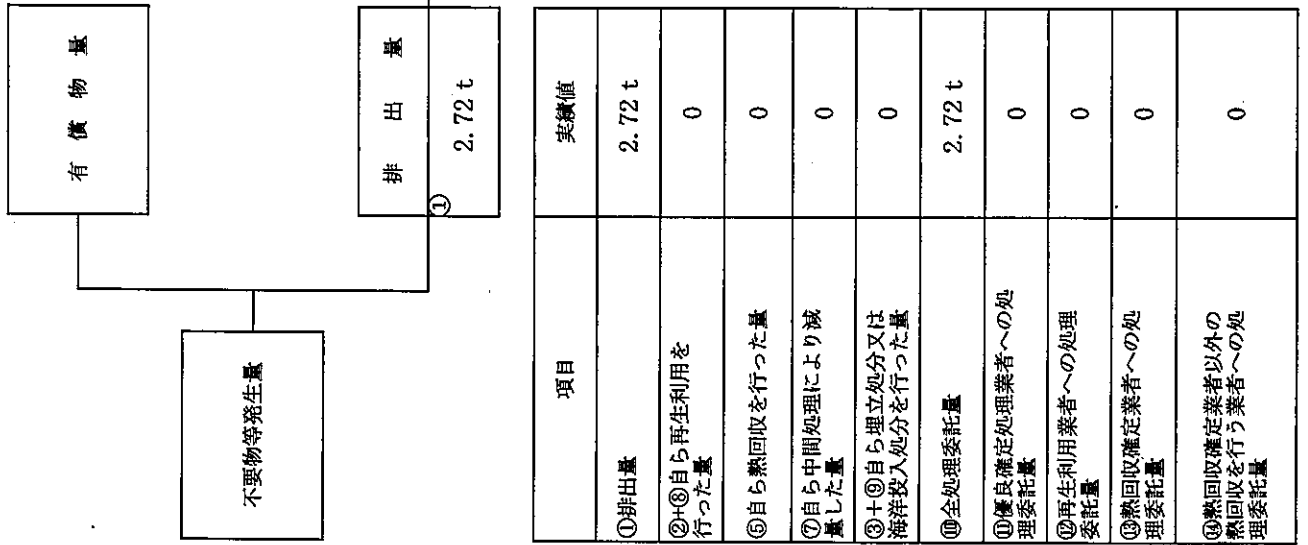 不要物等発生量
有償物量
排出量
①
2.72 t
項目
実績値
①排出量
2.72 t
②+⑧自ら再生利用を
行った量
0
⑤自ら熱回収を行った量
0
⑦自ら中間処理により減
量した量
0
③+⑨自ら埋立処分又は
海洋投入処分を行った量
0
⑩全処理委託量
2.72 t
⑪優良確定処理業者への処
理委託量
0
⑫再生利用業者への処理
委託量
0
⑬熱回収確定業者への処
理委託量
0
⑭熱回収確定業者以外の
熱回収を行う業者への処
理委託量
0